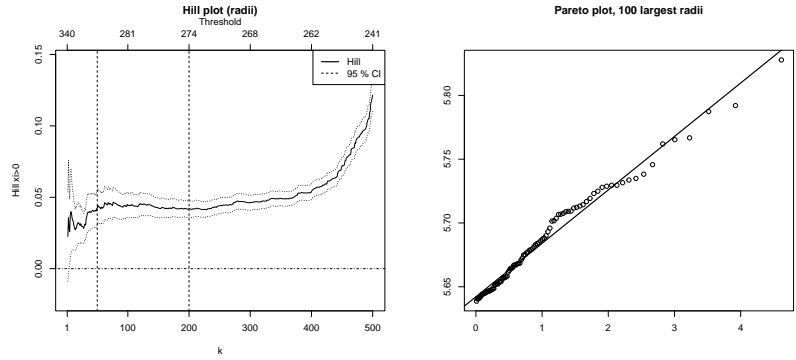 Hill plot (radii)
Threshold
340 281 274 268 262 241
Hill
95 % CI
Hill xi>0
0.00 0.05 0.10 0.15
1 100 200 300 400 500
k
Pareto plot, 100 largest radii
5.65 5.70 5.75 5.80
0 1 2 3 4